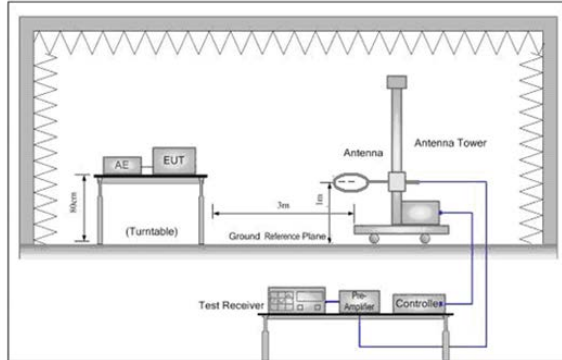 Antenna
Antenna Tower
AE
EUT
80cm
(Turntable)
3m
1m
Ground Reference Plane
Test Receiver
Pre-
Amplifier
Controller